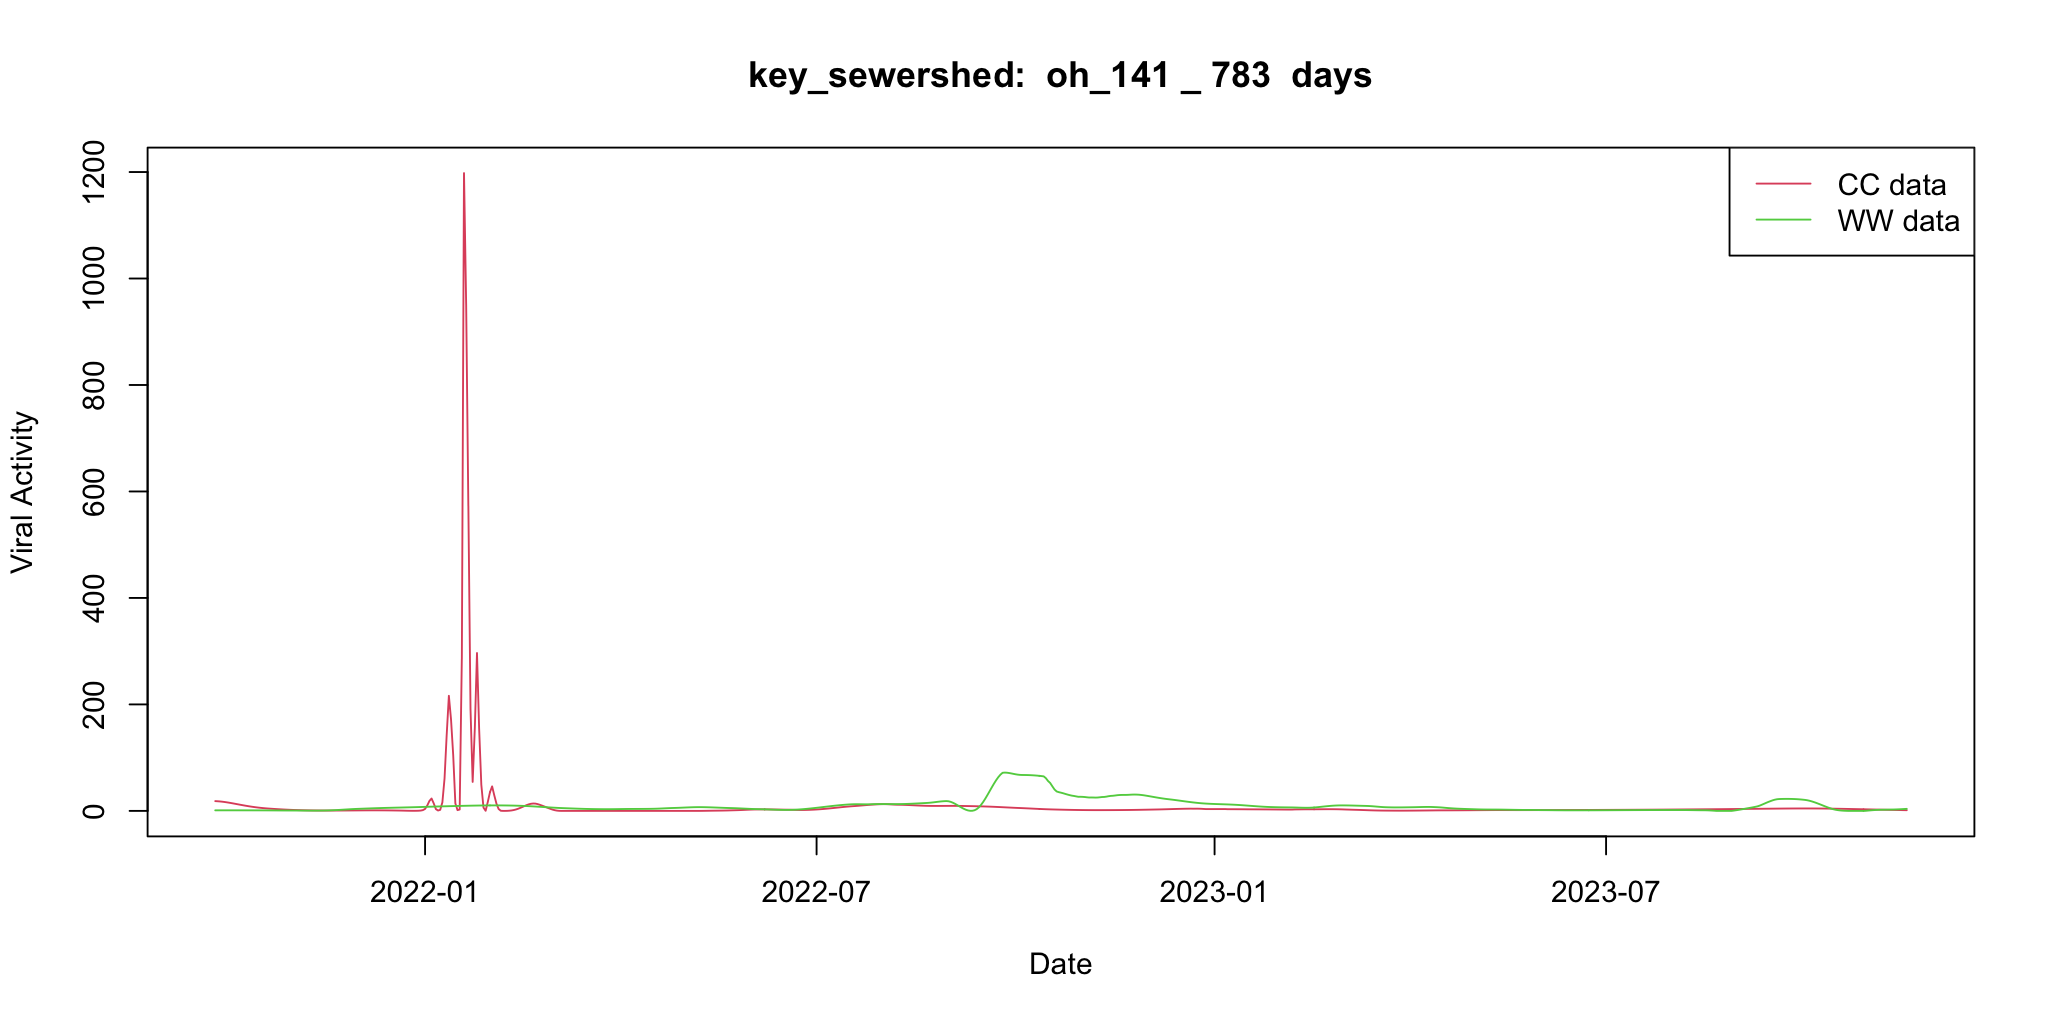 key_sewershed:  oh_141 _ 783  days
CC data
WW data
Viral Activity
1200
1000
800
600
400
200
0
2022-01
2022-07
2023-01
2023-07
Date